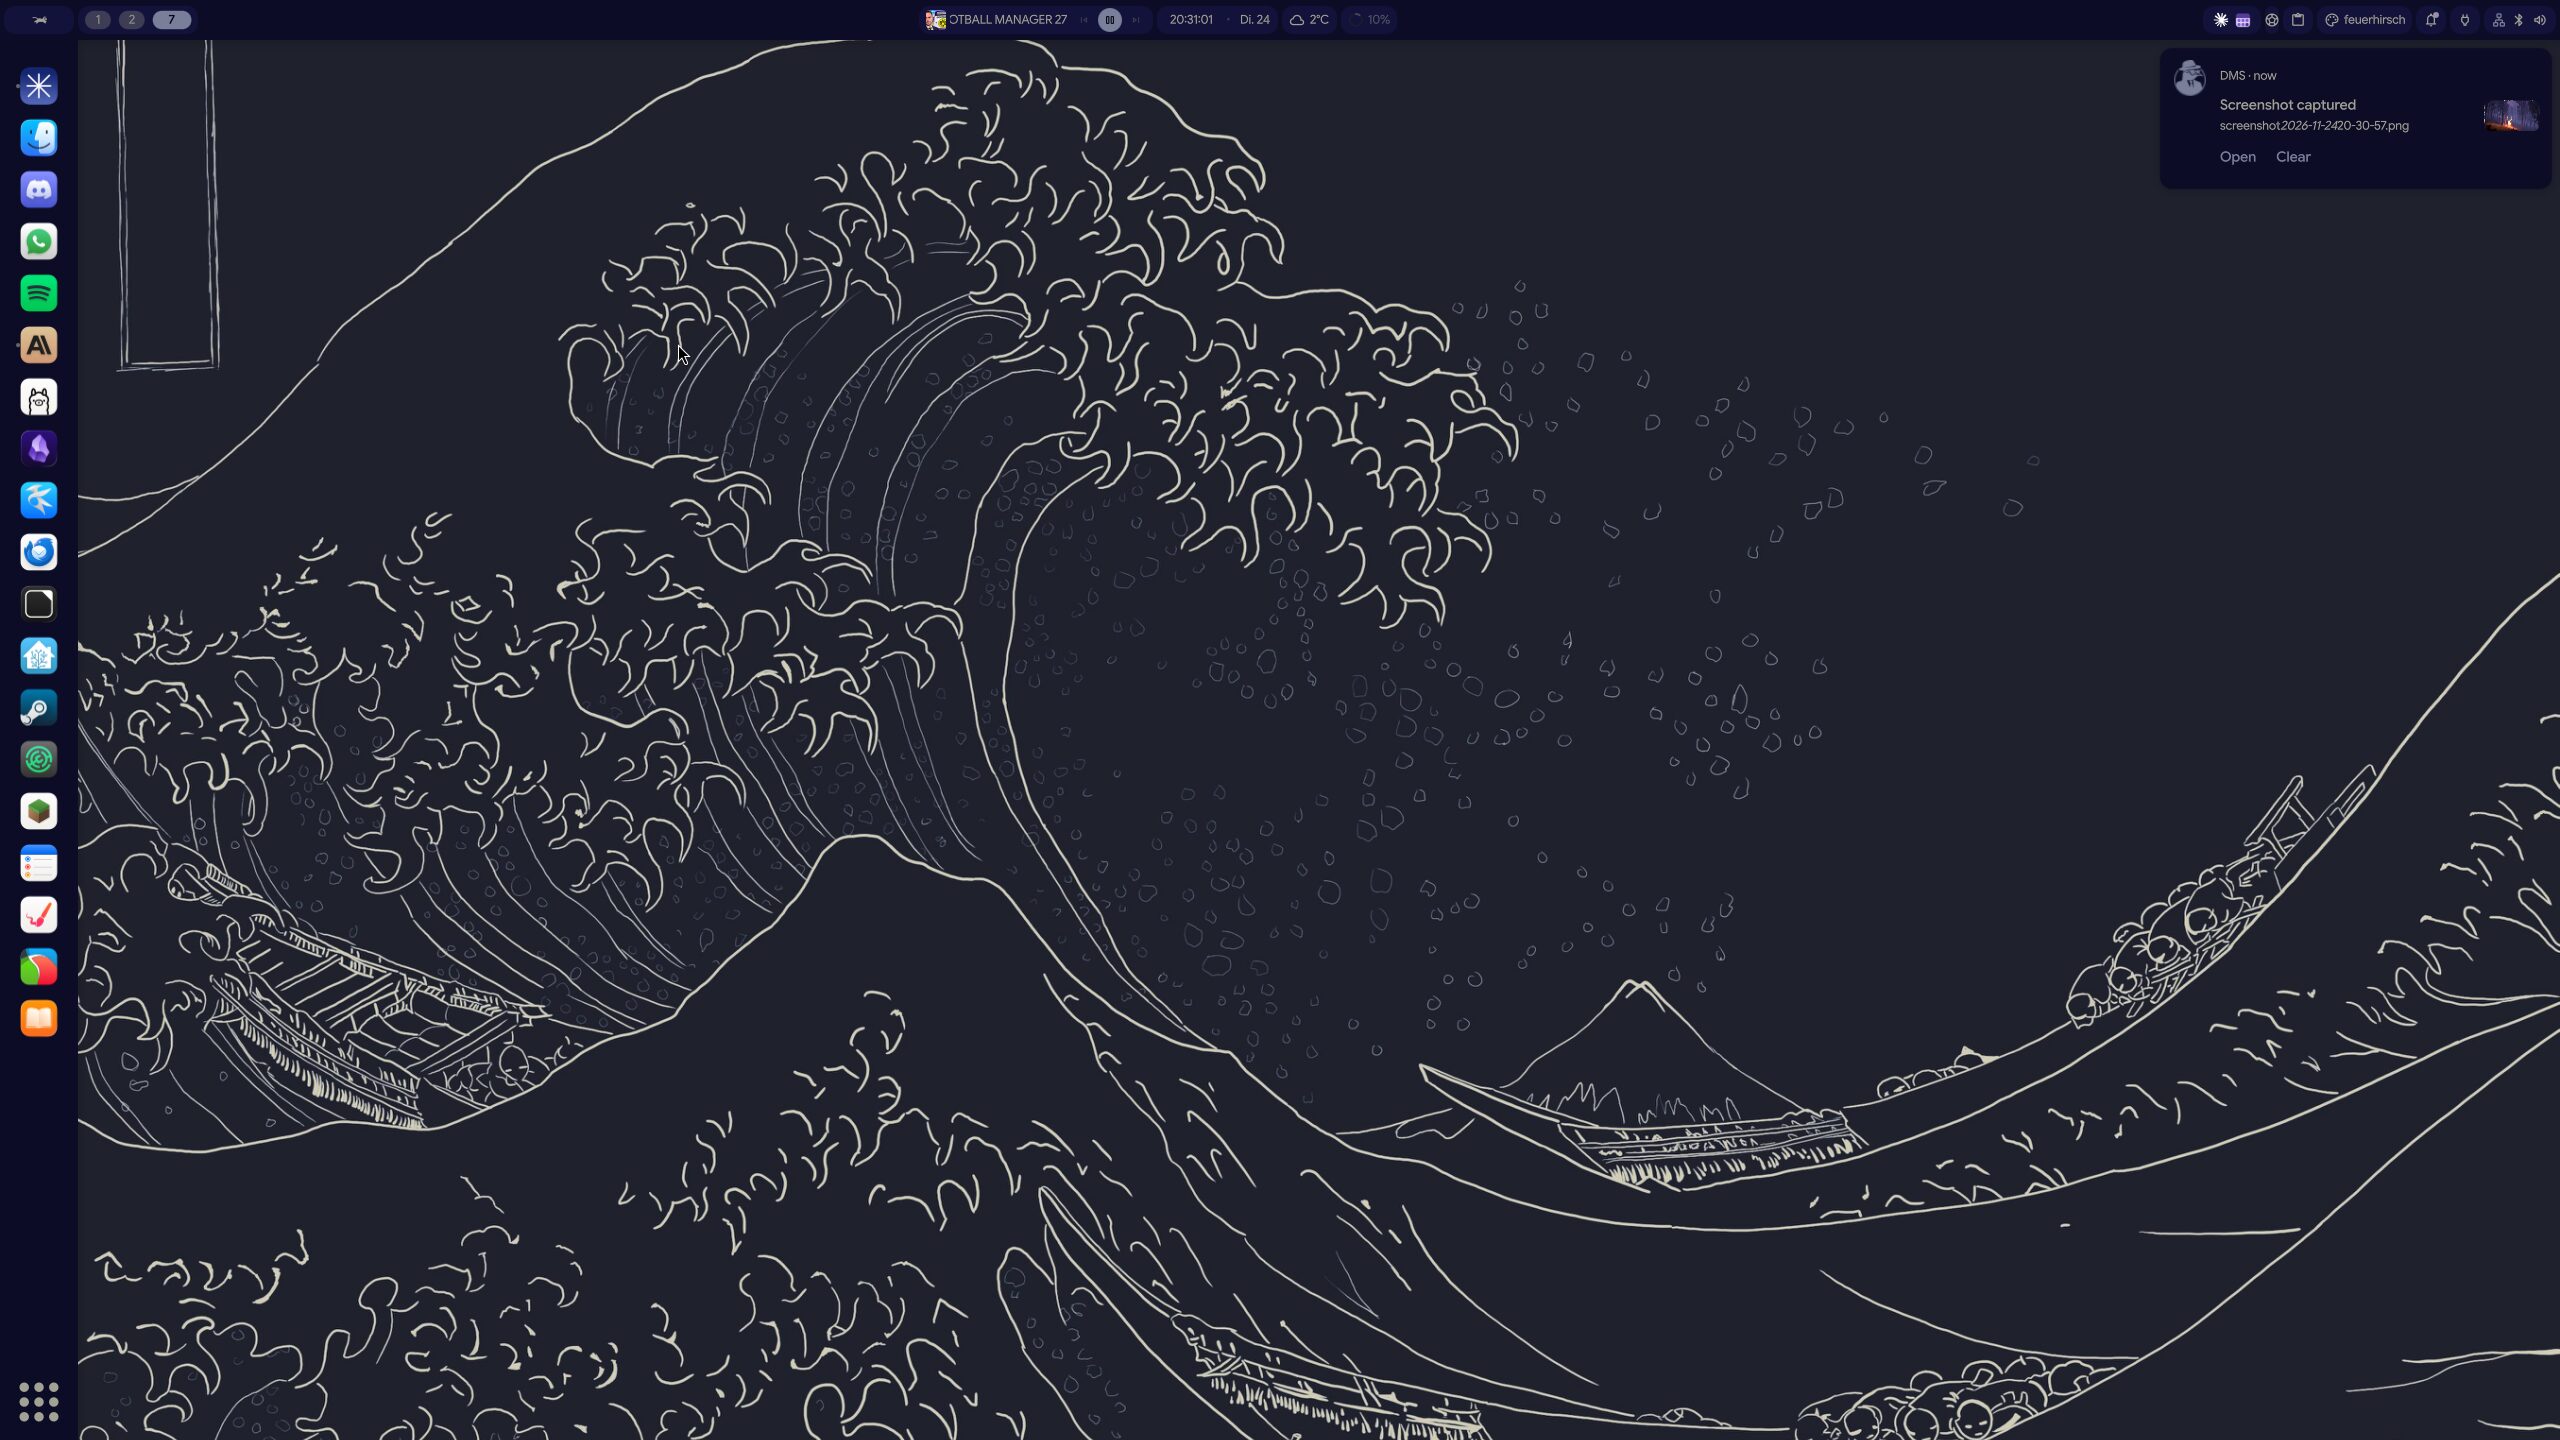 1 2 7
OTBALL MANAGER 27
20:31:01 · Di. 24
2°C
10%
feuerhirsch
DMS · now
Screenshot captured
screenshot2026-11-2420-30-57.png
Open Clear